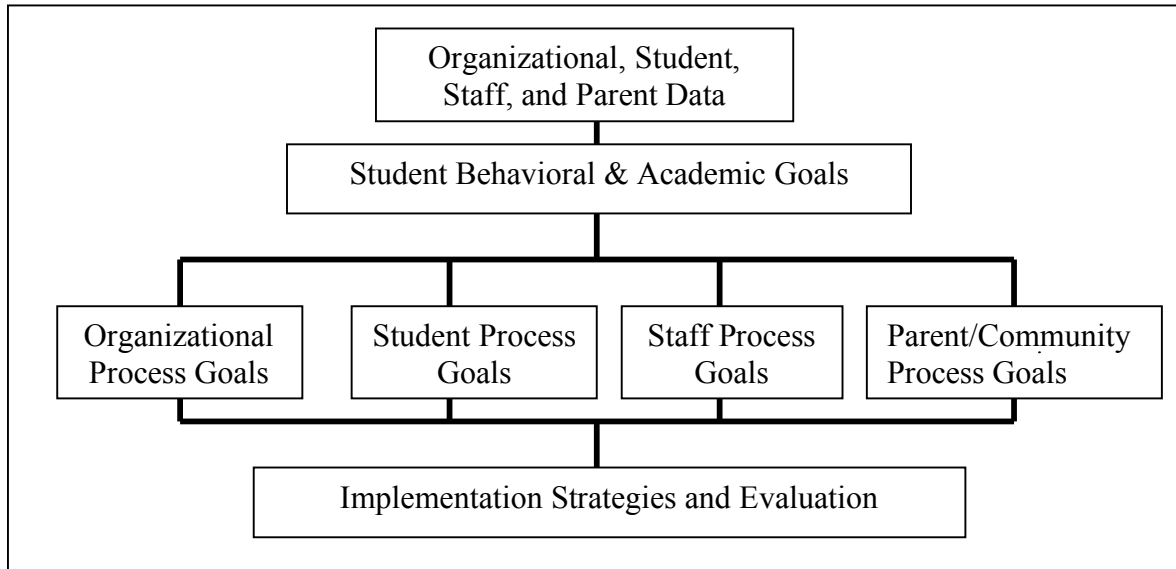 Organizational, Student,
Staff, and Parent Data
Student Behavioral & Academic Goals
Organizational
Process Goals
Student Process
Goals
Staff Process
Goals
Parent/Community
Process Goals
Implementation Strategies and Evaluation